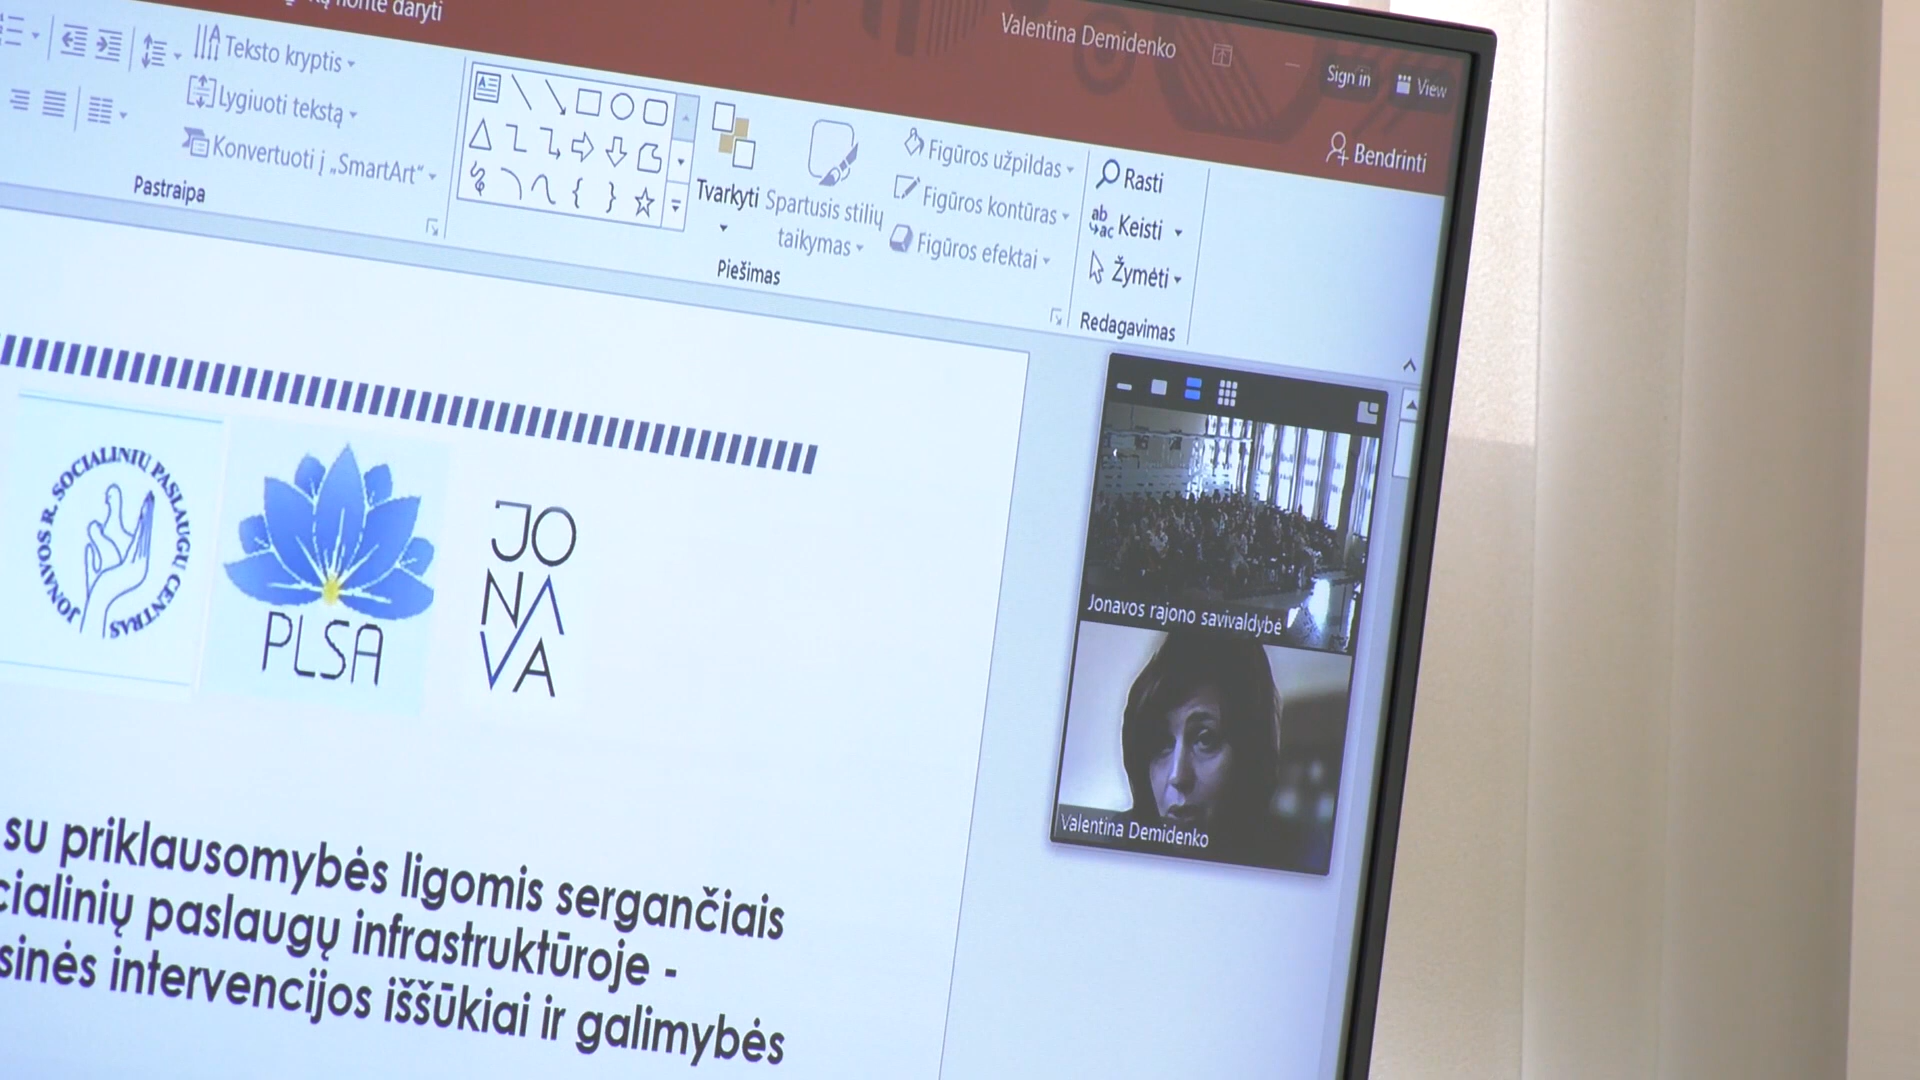 ką norite daryti
Valentina Demidenko
Sign in
View
Bendrinti
Teksto kryptis
Lygiuoti tekstą
Konvertuoti į „SmartArt“
Pastraipa
Tvarkyti
Spartusis stilių
taikymas
Piešimas
Figūros užpildas
Figūros kontūras
Figūros efektai
Rasti
Keisti
Žymėti
Redagavimas
JONAVOS R. SOCIALINIŲ PASLAUGŲ CENTRAS
PLSA
JO
NA
VA
Jonavos rajono savivaldybė
Valentina Demidenko
su priklausomybės ligomis sergančiais
cialinių paslaugų infrastruktūroje -
sinės intervencijos iššūkiai ir galimybės